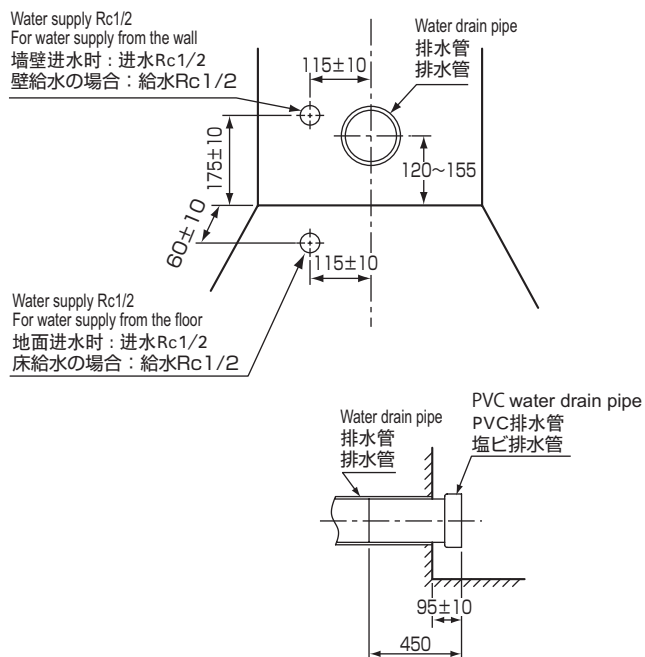 Water supply Rc1/2
For water supply from the wall
墙壁进水时：进水Rc1/2
壁給水の場合：給水Rc1/2
Water drain pipe
排水管
排水管
115±10
175±10
120~155
60±10
115±10
Water supply Rc1/2
For water supply from the floor
地面进水时：进水Rc1/2
床給水の場合：給水Rc1/2
Water drain pipe
排水管
排水管
PVC water drain pipe
PVC排水管
塩ビ排水管
95±10
450